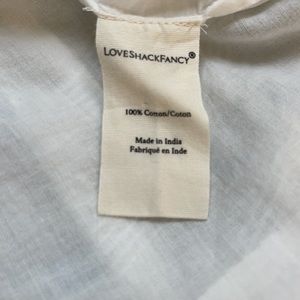 LoveShackFancy®
100% Cotton/Coton
Made in India
Fabriqué en Inde